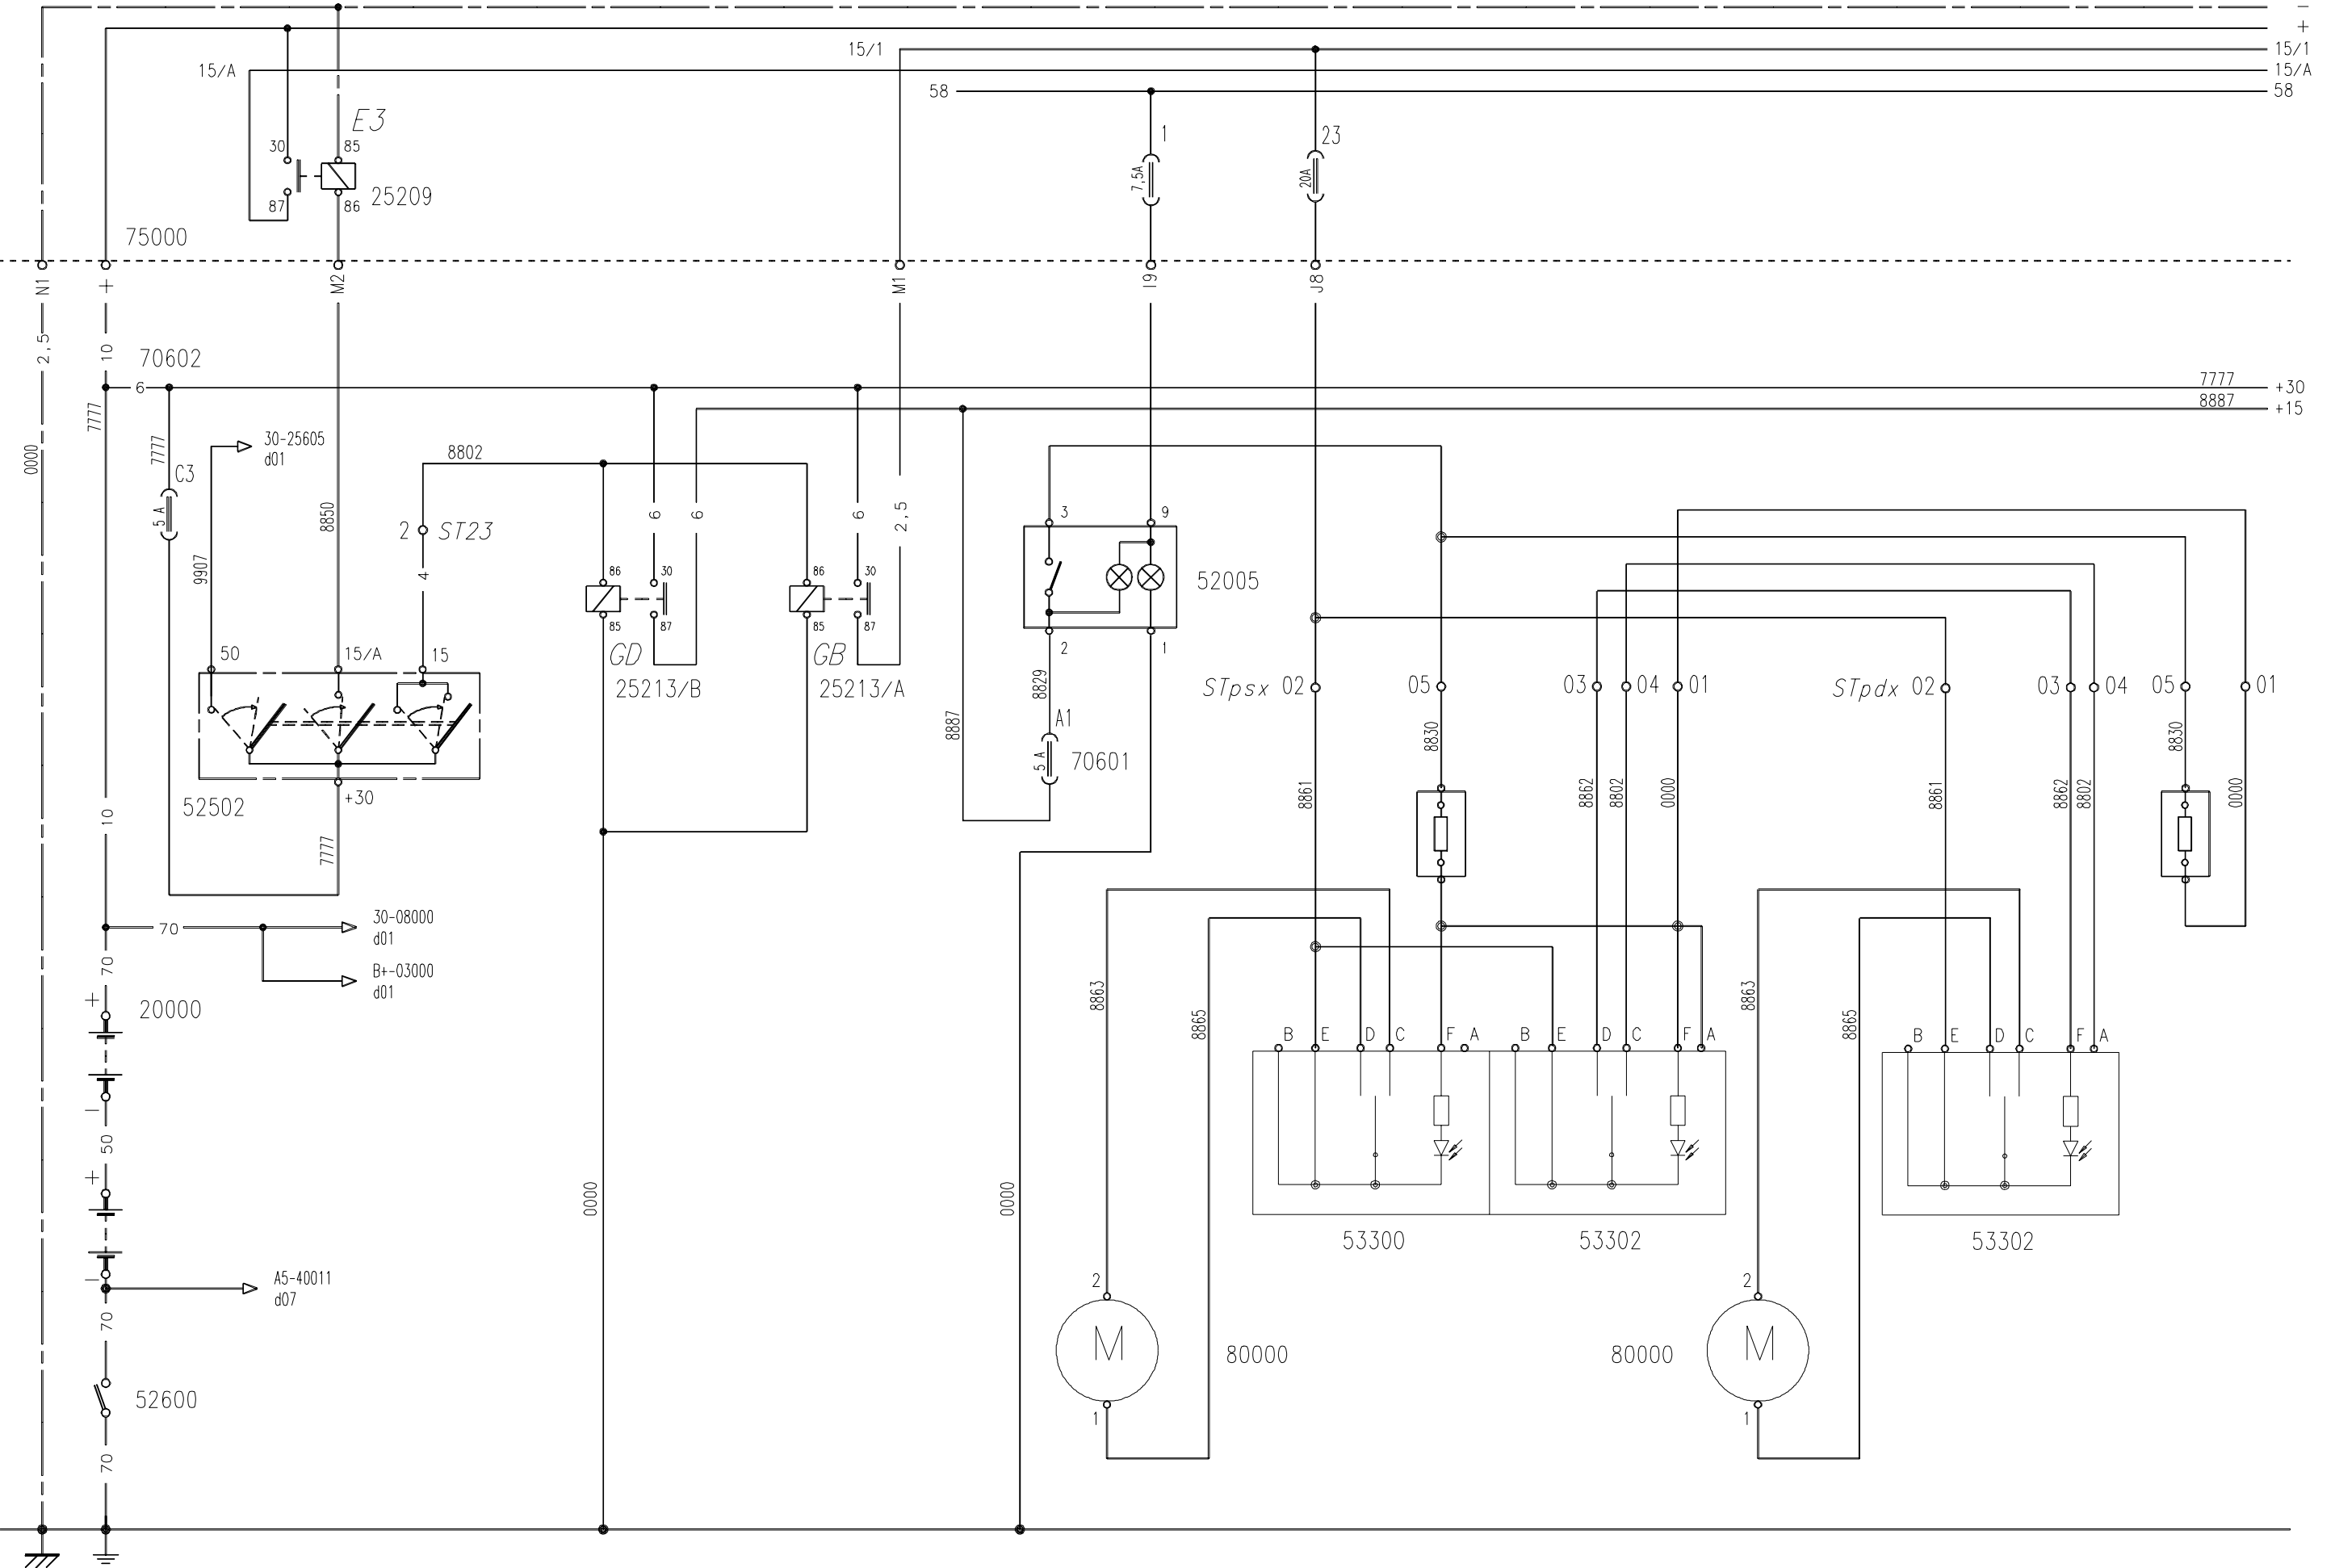 −
+
15/1
15/1
15/A
15/A
58
58
E3
1
23
30
85
7,5A
20A
87
86
25209
75000
N1
+
M2
M1
I9
J8
2,5
10
70602
6
7777
+30
8887
+15
7777
0000
7777
30-25605
d01
8802
C3
5 A
8850
2
ST23
6
6
6
2,5
3
9
9907
4
86
30
86
30
52005
85
87
85
87
50
15/A
15
GD
GB
2
1
25213/B
25213/A
8829
STpsx
02
05
03
04
01
STpdx
02
03
04
05
01
8887
A1
8830
8830
5 A
70601
52502
+30
10
7777
8861
8862
8802
0000
8861
8862
8802
0000
70
30-08000
d01
70
B+-03000
d01
+
20000
8863
8865
8863
8865
B
E
D
C
F
A
B
E
D
C
F
A
B
E
D
C
F
A
−
50
+
0000
0000
53300
53302
53302
−
A5-40011
d07
2
2
70
M
80000
80000
M
52600
1
1
70